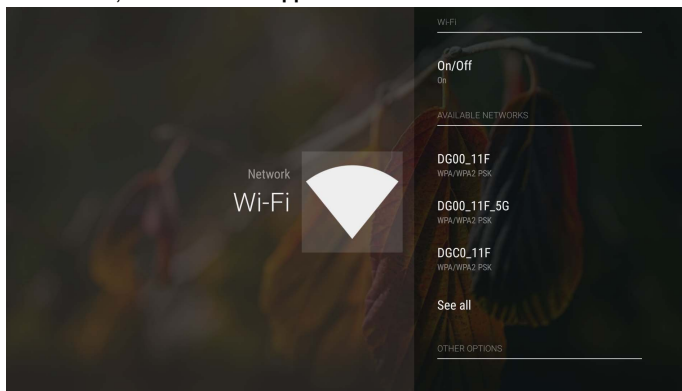 Network
Wi-Fi
Wi-Fi
On/Off
On
AVAILABLE NETWORKS
DG00_11F
WPA/WPA2 PSK
DG00_11F_5G
WPA/WPA2 PSK
DGC0_11F
WPA/WPA2 PSK
See all
OTHER OPTIONS